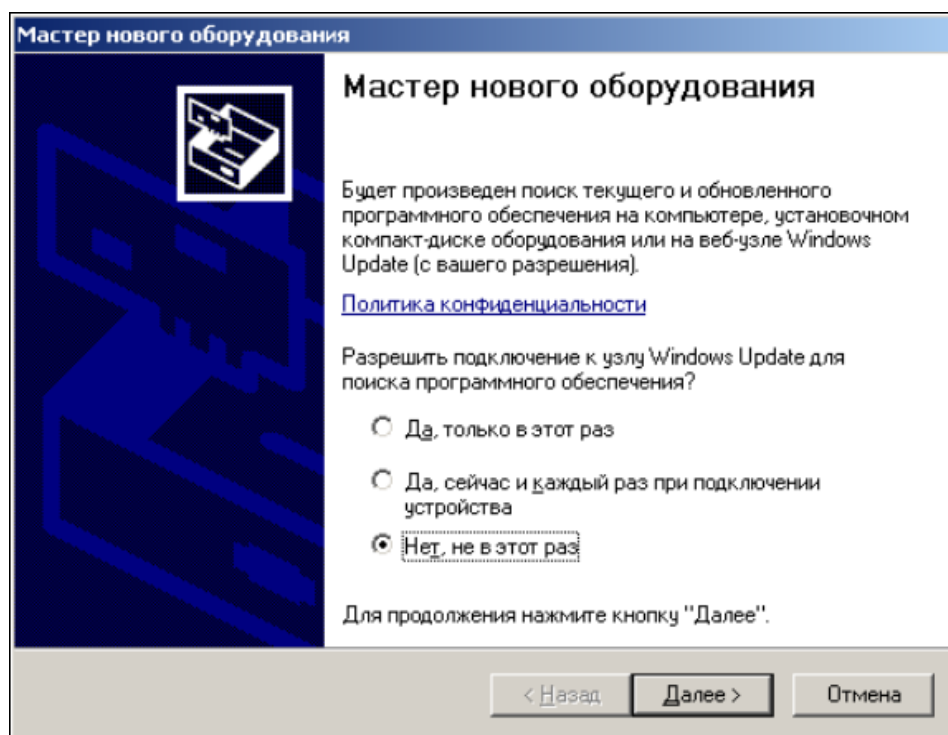 Мастер нового оборудования
Мастер нового оборудования
Будет произведен поиск текущего и обновленного
программного обеспечения на компьютере, установочном
компакт-диске оборудования или на веб-узле Windows
Update (с вашего разрешения).
Политика конфиденциальности
Разрешить подключение к узлу Windows Update для
поиска программного обеспечения?
Да, только в этот раз
Да, сейчас и каждый раз при подключении
устройства
Нет, не в этот раз
Для продолжения нажмите кнопку "Далее".
< Назад Далее > Отмена